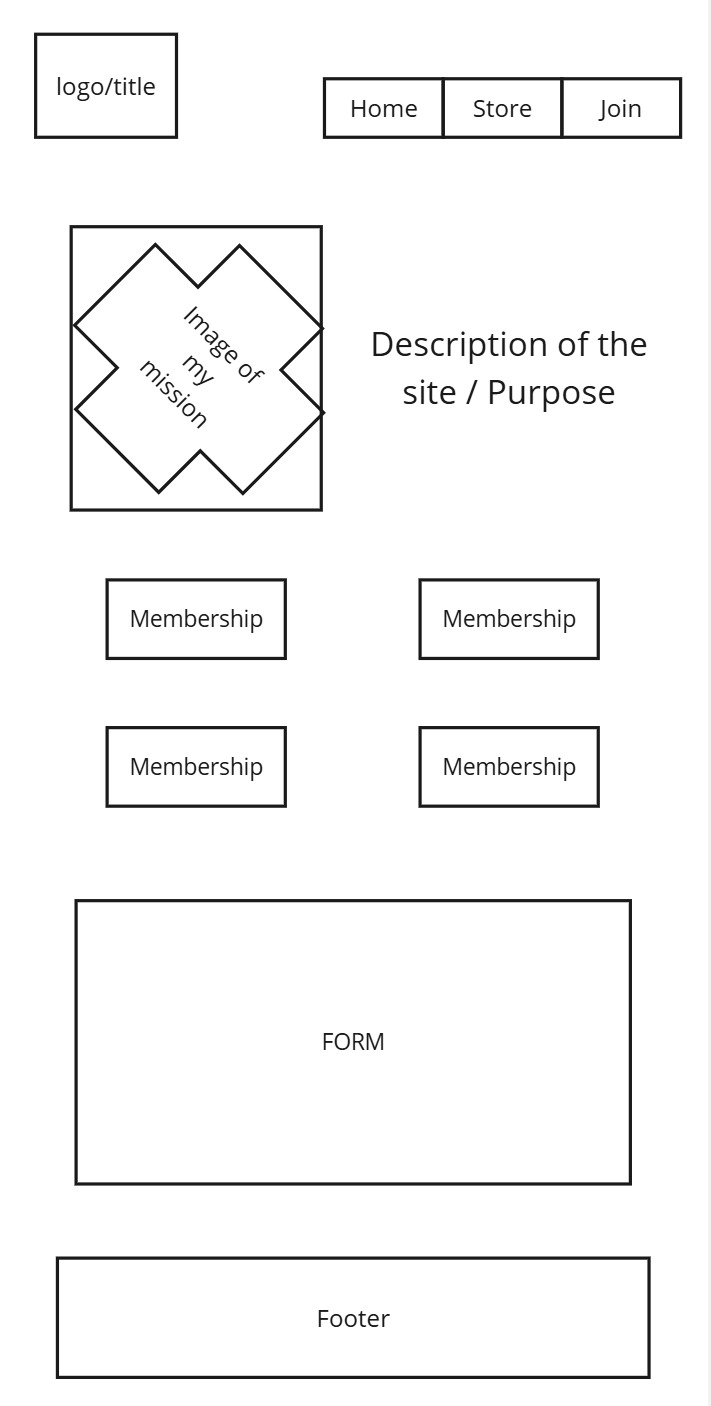 logo/title
Home Store Join
Image of
my
mission
Description of the
site / Purpose
Membership Membership
Membership Membership
FORM
Footer